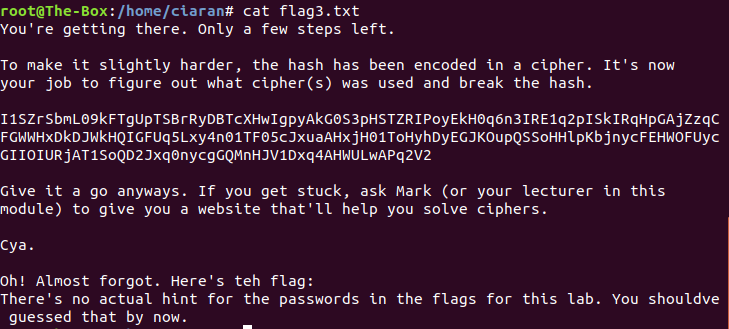 root@The-Box:/home/ciaran# cat flag3.txt
You're getting there. Only a few steps left.
To make it slightly harder, the hash has been encoded in a cipher. It's now
your job to figure out what cipher(s) was used and break the hash.
I1SZrSbmL09kFTgUpTSBrRyDBTcXHwIgpyAkG0S3pHSTZRIPoyEkH0q6n3IRE1q2pISkIRqHpGAjZzqC
FGWWHxDkDJWkHQIGFUq5Lxy4n01TF05cJxuaAHxjH01ToHyhDyEGJKOupQSSoHHlpKbjnycFEHWOFUyc
GIIOIURjAT1SoQD2Jxq0nycgGQMnHJV1Dxq4AHWULwAPq2V2
Give it a go anyways. If you get stuck, ask Mark (or your lecturer in this
module) to give you a website that'll help you solve ciphers.
Cya.
Oh! Almost forgot. Here's teh flag:
There's no actual hint for the passwords in the flags for this lab. You shouldve
guessed that by now.